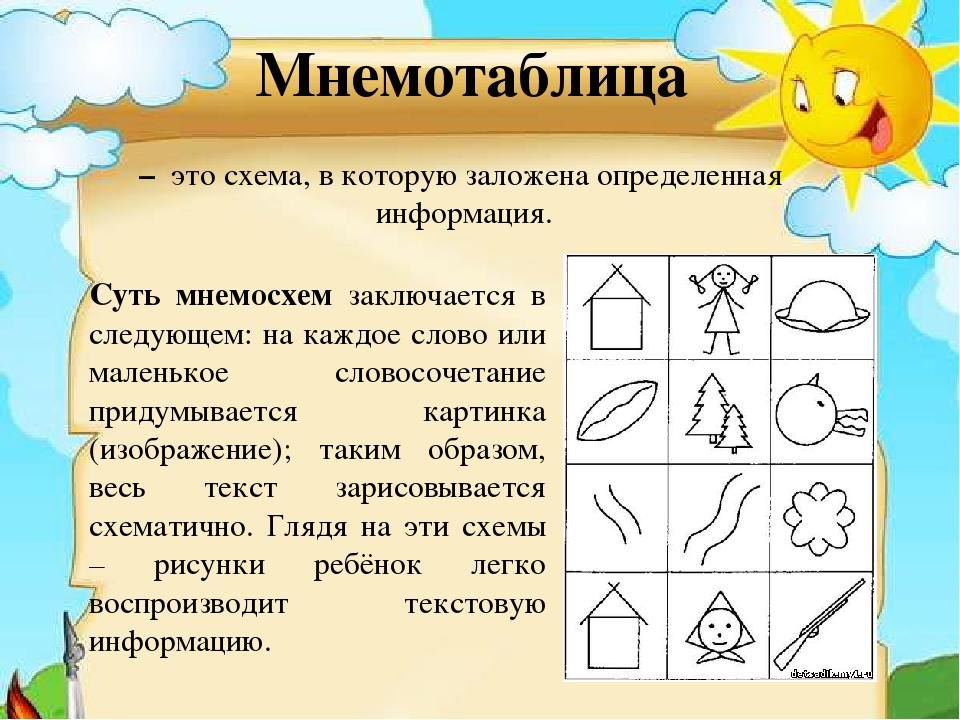 Мнемотаблица
– это схема, в которую заложена определенная
информация.
Суть мнемосхем заключается в
следующем: на каждое слово или
маленькое словосочетание
придумывается картинка
(изображение); таким образом,
весь текст зарисовывается
схематично. Глядя на эти схемы
– рисунки ребёнок легко
воспроизводит текстовую
информацию.